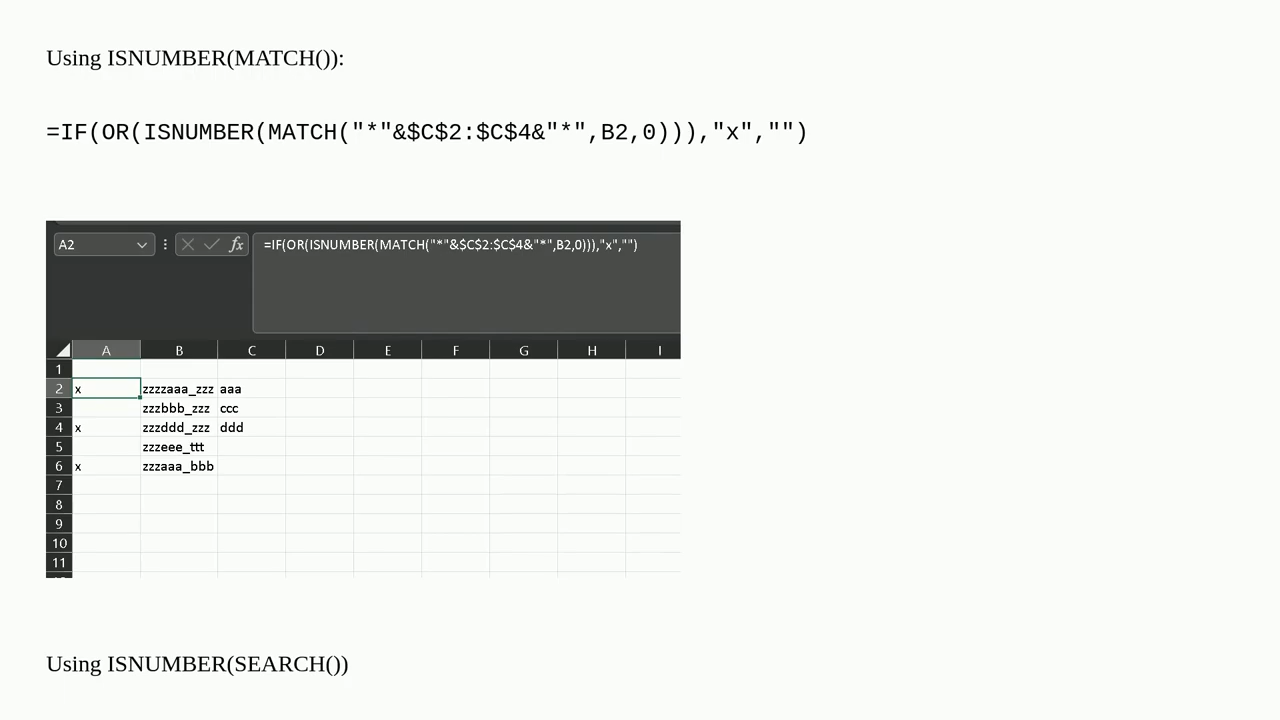 Using ISNUMBER(MATCH()):
=IF(OR(ISNUMBER(MATCH("*"&$C$2:$C$4&"*",B2,0))),"x","")
A2 fx =IF(OR(ISNUMBER(MATCH("*"&$C$2:$C$4&"*",B2,0))),"x","")
A B C D E F G H I
1
2 x zzzzaaa_zzz aaa
3 zzzbbb_zzz ccc
4 x zzzddd_zzz ddd
5 zzzeee_ttt
6 x zzzaaa_bbb
7
8
9
10
11
Using ISNUMBER(SEARCH())